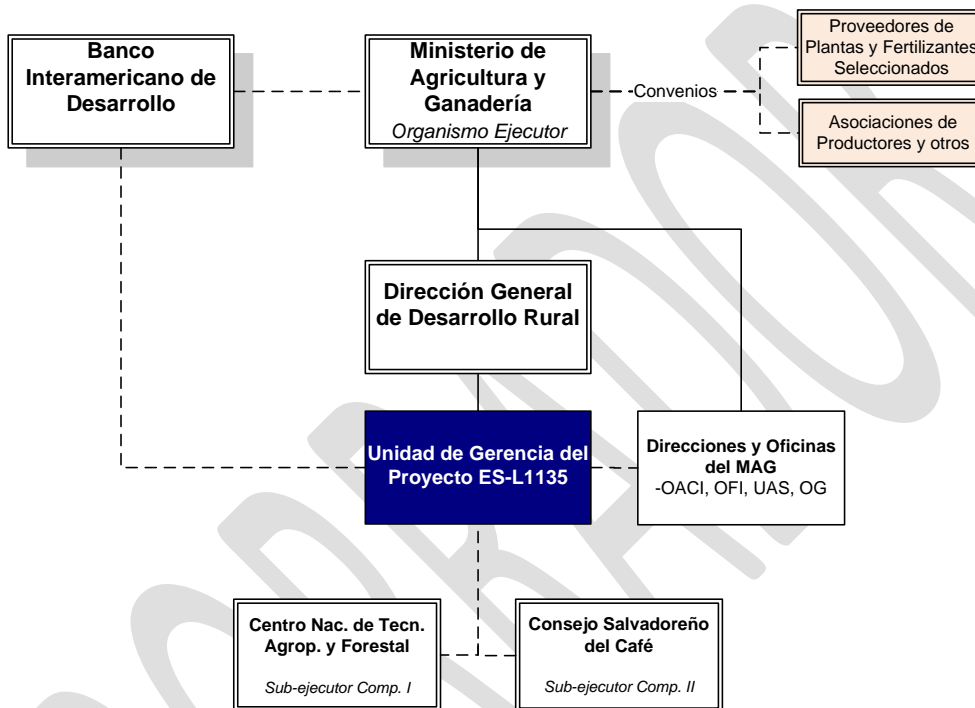 Banco
Interamericano de
Desarrollo
Ministerio de
Agricultura y
Ganadería
Organismo Ejecutor
Convenios
Proveedores de
Plantas y Fertilizantes
Seleccionados
Asociaciones de
Productores y otros
Dirección General
de Desarrollo Rural
Unidad de Gerencia del
Proyecto ES-L1135
Direcciones y Oficinas
del MAG
-OACI, OFI, UAS, OG
Centro Nac. de Tecn.
Agrop. y Forestal
Sub-ejecutor Comp. I
Consejo Salvadoreño
del Café
Sub-ejecutor Comp. II
BORRADOR